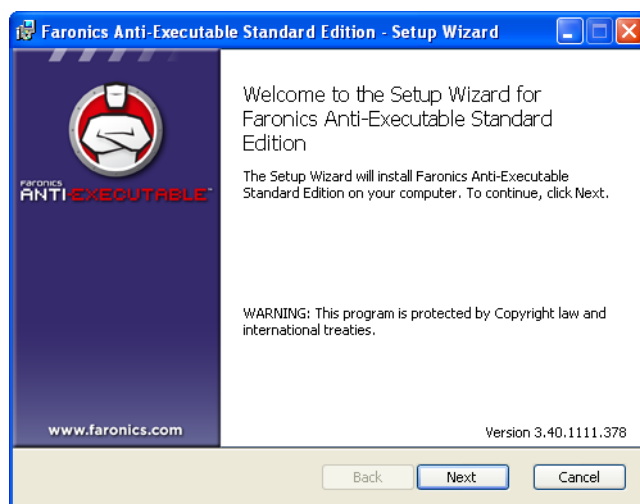 Faronics Anti-Executable Standard Edition - Setup Wizard
Welcome to the Setup Wizard for
Faronics Anti-Executable Standard
Edition
The Setup Wizard will install Faronics Anti-Executable
Standard Edition on your computer. To continue, click Next.
FARONICS
ANTI-EXECUTABLE™
WARNING: This program is protected by Copyright law and
international treaties.
www.faronics.com
Version 3.40.1111.378
Back Next Cancel